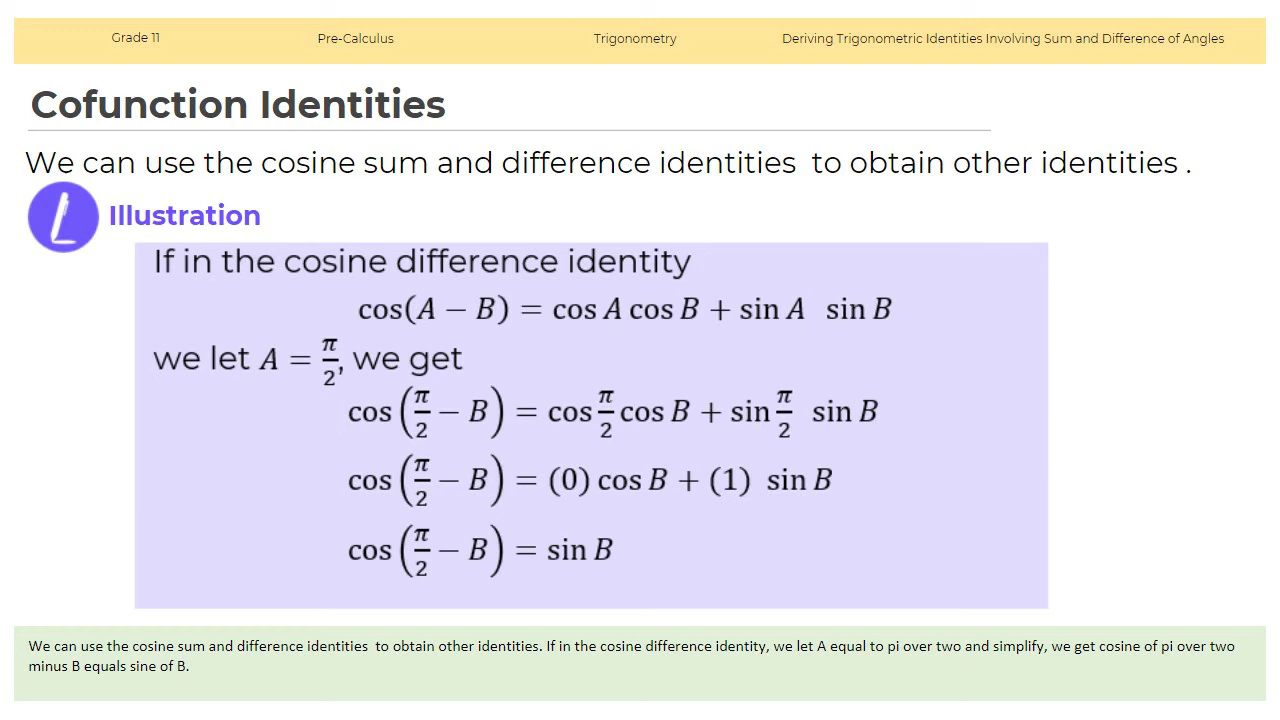 Grade 11 Pre-Calculus Trigonometry Deriving Trigonometric Identities Involving Sum and Difference of Angles
Cofunction Identities
We can use the cosine sum and difference identities to obtain other identities .
Illustration
If in the cosine difference identity
cos(A − B) = cos A cos B + sin A sin B
we let A = π/2, we get
cos(π/2 − B) = cos π/2 cos B + sin π/2 sin B
cos(π/2 − B) = (0) cos B + (1) sin B
cos(π/2 − B) = sin B
We can use the cosine sum and difference identities to obtain other identities. If in the cosine difference identity, we let A equal to pi over two and simplify, we get cosine of pi over two
minus B equals sine of B.